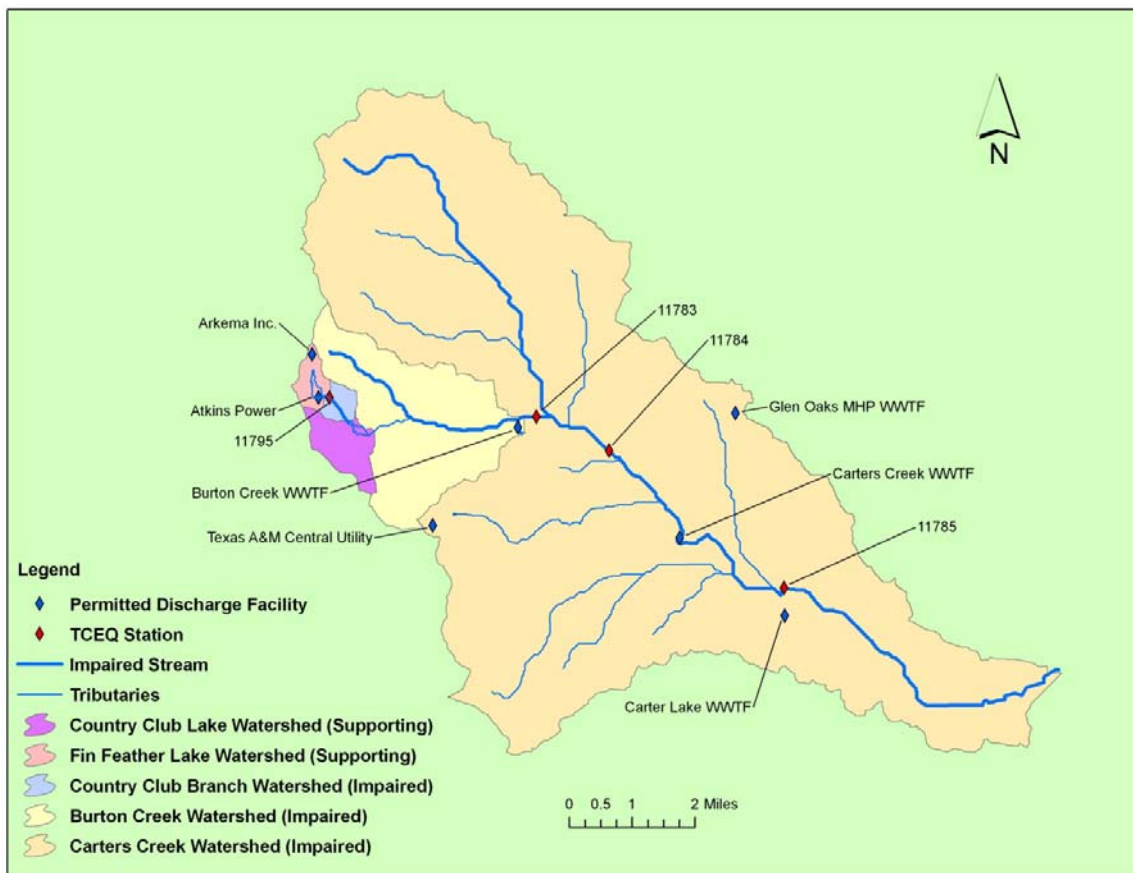 N
11783
11784
Arkema Inc.
Atkins Power
11795
Glen Oaks MHP WWTF
Burton Creek WWTF
Carters Creek WWTF
Texas A&M Central Utility
11785
Carter Lake WWTF
Legend
Permitted Discharge Facility
TCEQ Station
Impaired Stream
Tributaries
Country Club Lake Watershed (Supporting)
Fin Feather Lake Watershed (Supporting)
Country Club Branch Watershed (Impaired)
Burton Creek Watershed (Impaired)
Carters Creek Watershed (Impaired)
0 0.5 1 2 Miles